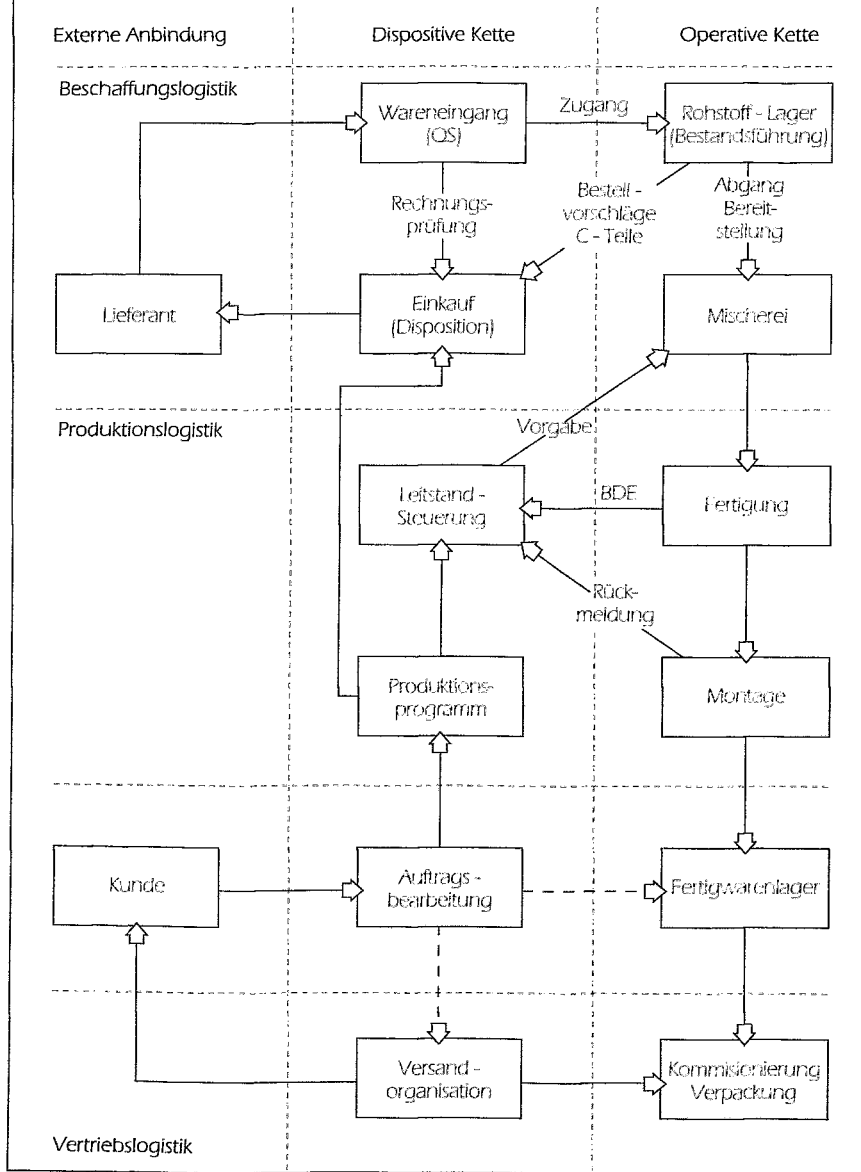 Externe Anbindung
Dispositive Kette
Operative Kette
Beschaffungslogistik
Wareneingang
(QS)
Zugang
Rohstoff - Lager
(Bestandsführung)
Rechnungs-
prüfung
Bestell -
vorschläge
C - Teile
Abgang
Bereit-
stellung
Lieferant
Einkauf
(Disposition)
Mischerei
Produktionslogistik
Vorgabe
Leitstand -
Steuerung
BDE
Fertigung
Rück-
meldung
Produktions-
programm
Montage
Kunde
Auftrags -
bearbeitung
Fertigwarenlager
Versand -
organisation
Kommisionierung
Verpackung
Vertriebslogistik